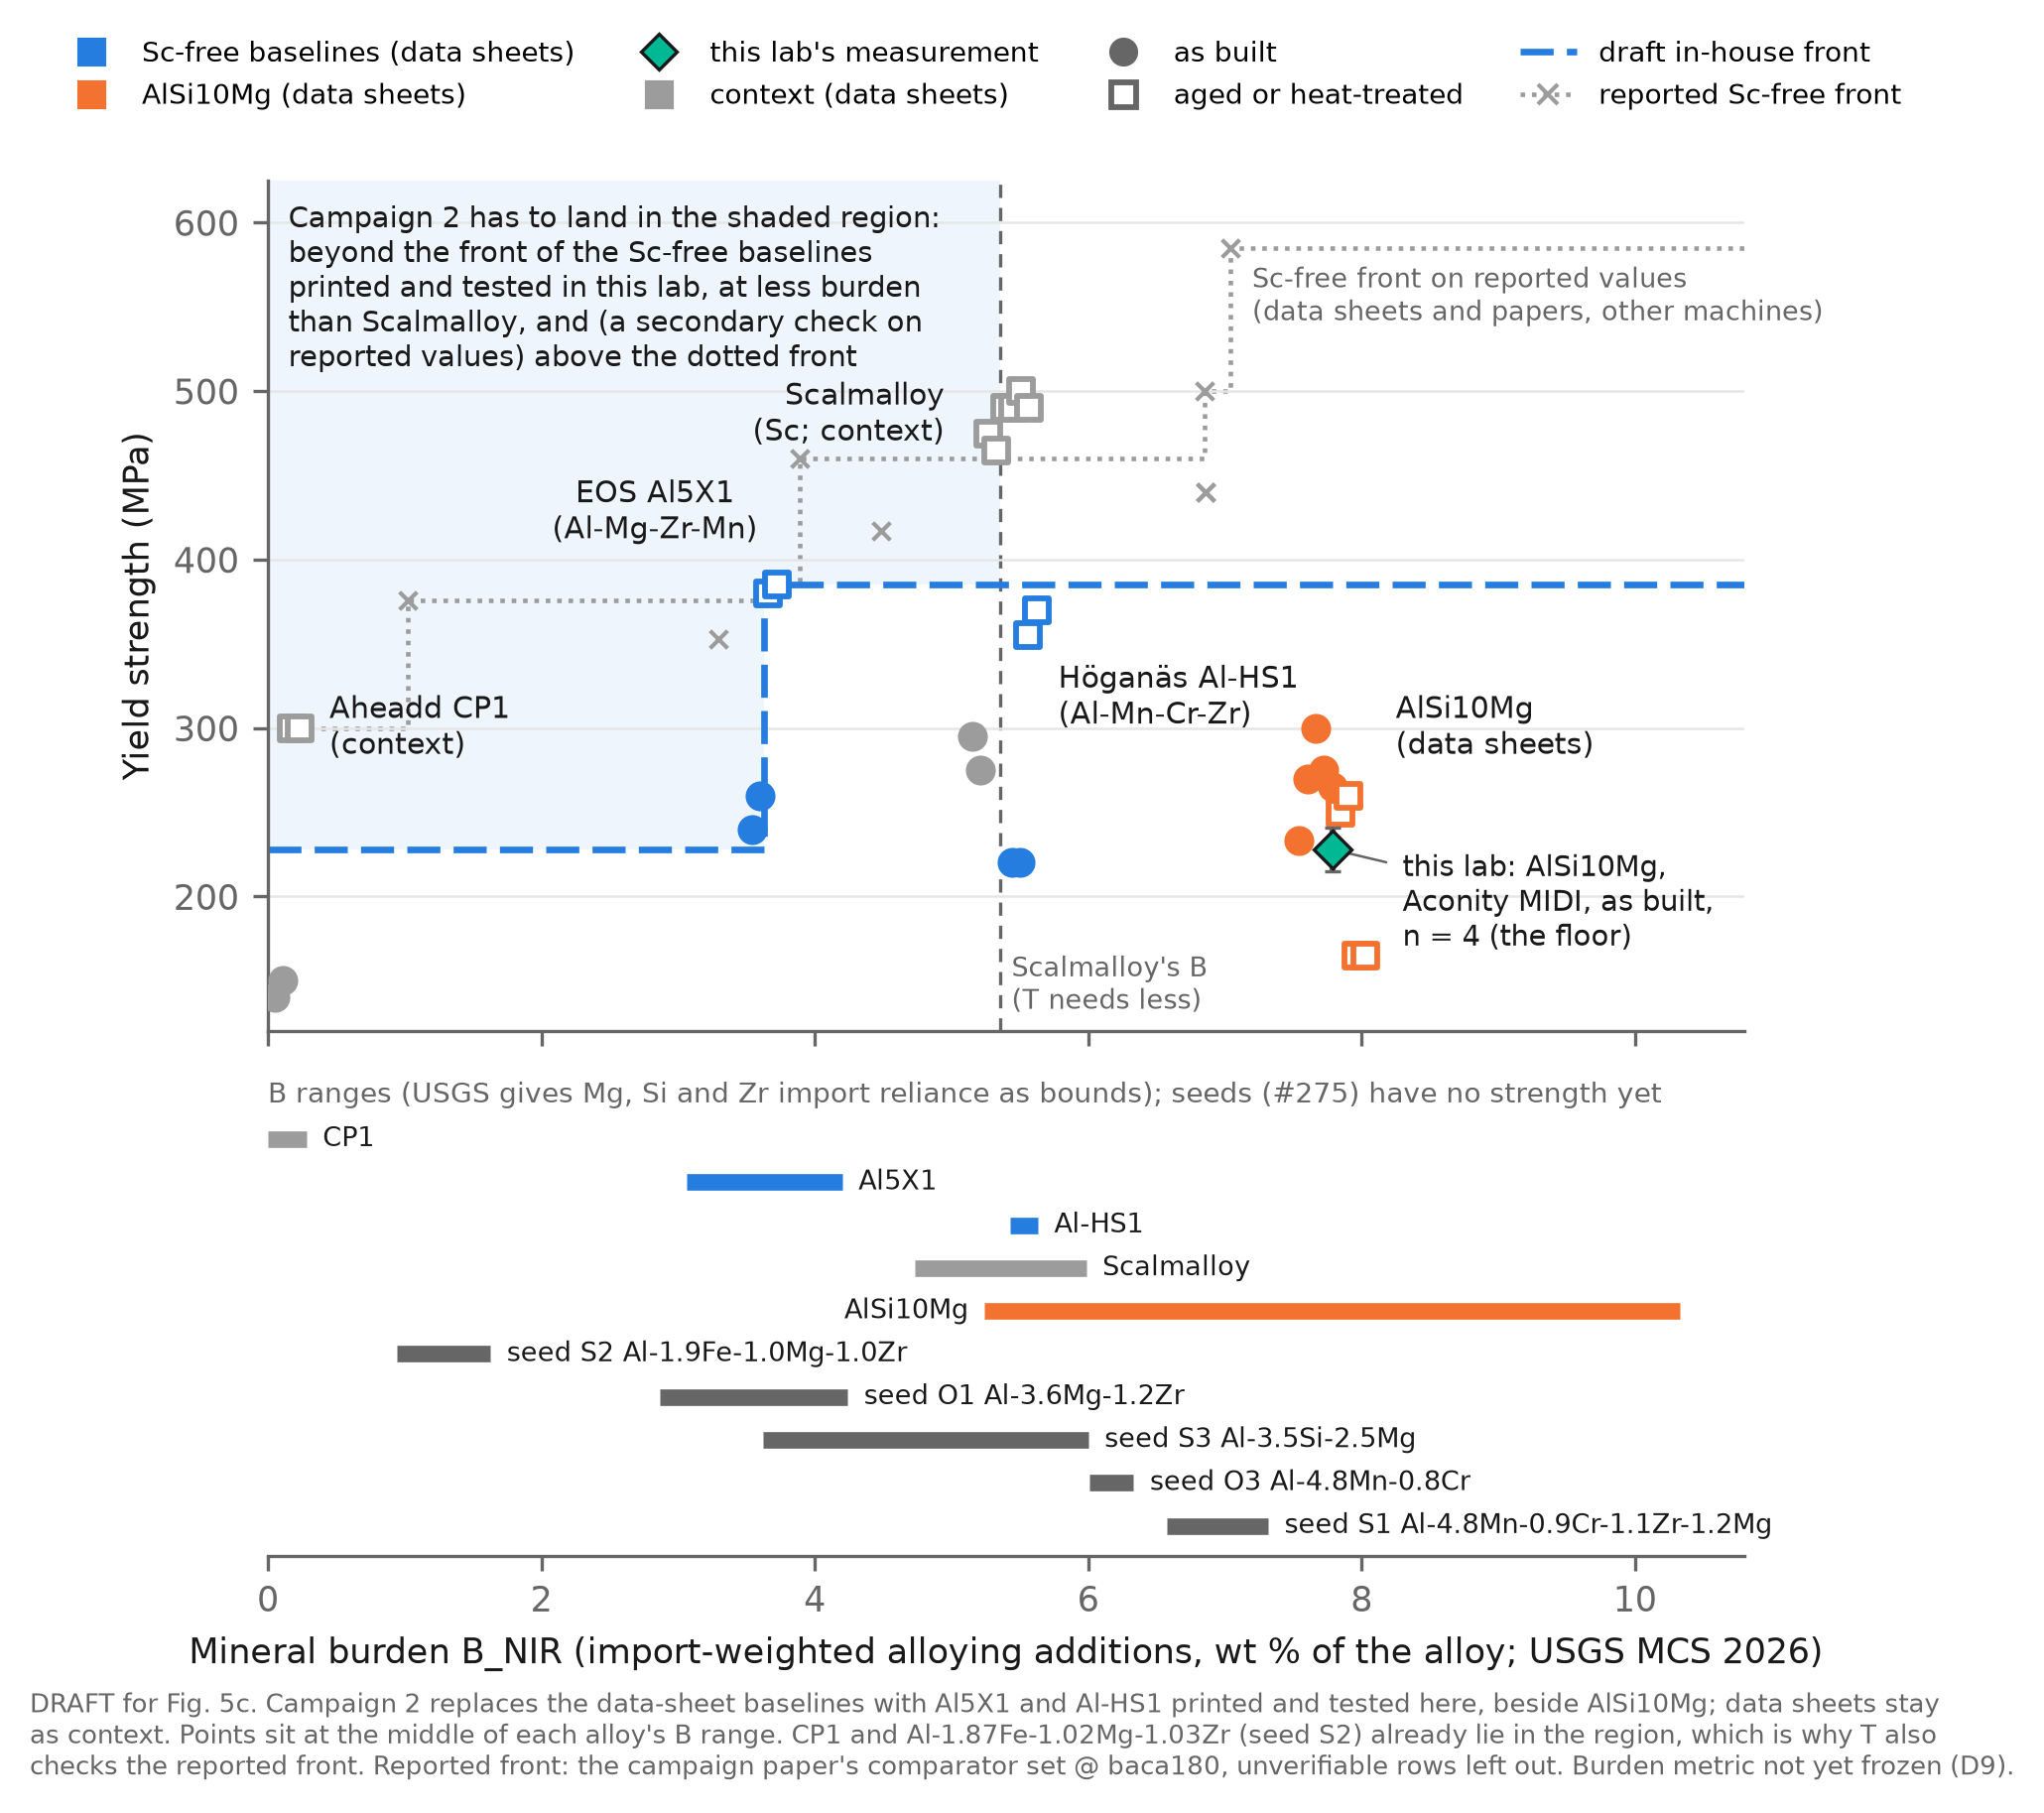 Sc-free baselines (data sheets)
AlSi10Mg (data sheets)
this lab's measurement
context (data sheets)
as built
aged or heat-treated
draft in-house front
reported Sc-free front
Yield strength (MPa)
600
500
400
300
200
Campaign 2 has to land in the shaded region:
beyond the front of the Sc-free baselines
printed and tested in this lab, at less burden
than Scalmalloy, and (a secondary check on
reported values) above the dotted front
Sc-free front on reported values
(data sheets and papers, other machines)
Scalmalloy
(Sc; context)
EOS Al5X1
(Al-Mg-Zr-Mn)
Aheadd CP1
(context)
Höganäs Al-HS1
(Al-Mn-Cr-Zr)
AlSi10Mg
(data sheets)
this lab: AlSi10Mg,
Aconity MIDI, as built,
n = 4 (the floor)
Scalmalloy's B
(T needs less)
B ranges (USGS gives Mg, Si and Zr import reliance as bounds); seeds (#275) have no strength yet
CP1
Al5X1
Al-HS1
Scalmalloy
AlSi10Mg
seed S2 Al-1.9Fe-1.0Mg-1.0Zr
seed O1 Al-3.6Mg-1.2Zr
seed S3 Al-3.5Si-2.5Mg
seed O3 Al-4.8Mn-0.8Cr
seed S1 Al-4.8Mn-0.9Cr-1.1Zr-1.2Mg
0 2 4 6 8 10
Mineral burden B_NIR (import-weighted alloying additions, wt % of the alloy; USGS MCS 2026)
DRAFT for Fig. 5c. Campaign 2 replaces the data-sheet baselines with Al5X1 and Al-HS1 printed and tested here, beside AlSi10Mg; data sheets stay
as context. Points sit at the middle of each alloy's B range. CP1 and Al-1.87Fe-1.02Mg-1.03Zr (seed S2) already lie in the region, which is why T also
checks the reported front. Reported front: the campaign paper's comparator set @ baca180, unverifiable rows left out. Burden metric not yet frozen (D9).